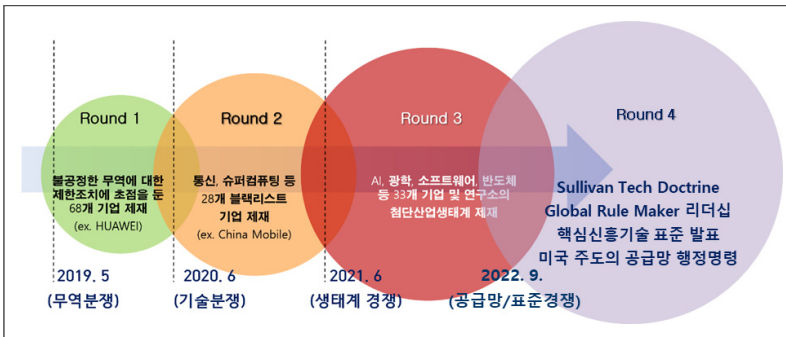 Round 1
불공정한 무역에 대한
제한조치에 초점을 둔
68개 기업 제재
(ex. HUAWEI)
2019. 5
(무역분쟁)
Round 2
통신, 슈퍼컴퓨팅 등
28개 블랙리스트
기업 제재
(ex. China Mobile)
2020. 6
(기술분쟁)
Round 3
AI, 광학, 소프트웨어, 반도체
등 33개 기업 및 연구소의
첨단산업생태계 제재
2021. 6
(생태계 경쟁)
Round 4
Sullivan Tech Doctrine
Global Rule Maker 리더십
핵심신흥기술 표준 발표
미국 주도의 공급망 행정명령
2022. 9.
(공급망/표준경쟁)